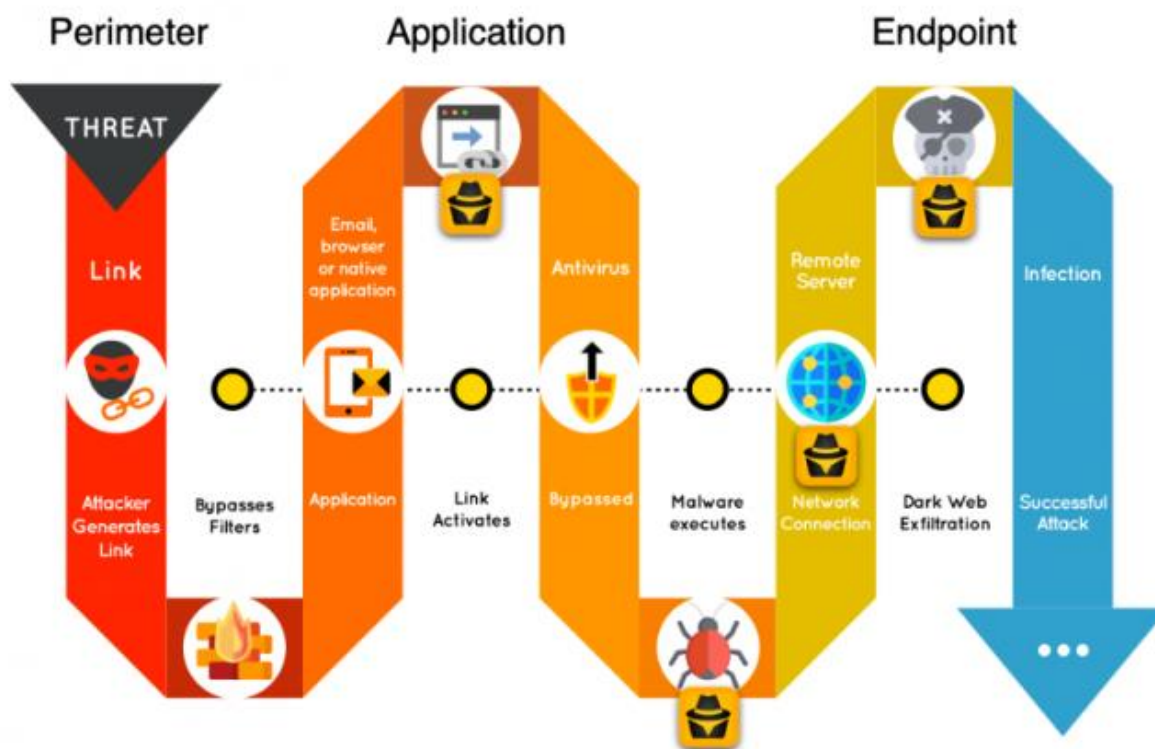 Perimeter
Application
Endpoint
THREAT
Link
Attacker
Generates
Link
Bypasses
Filters
Email,
browser
or native
application
Application
Link
Activates
Antivirus
Bypassed
Malware
executes
Remote
Server
Network
Connection
Dark Web
Exfiltration
Infection
Successful
Attack